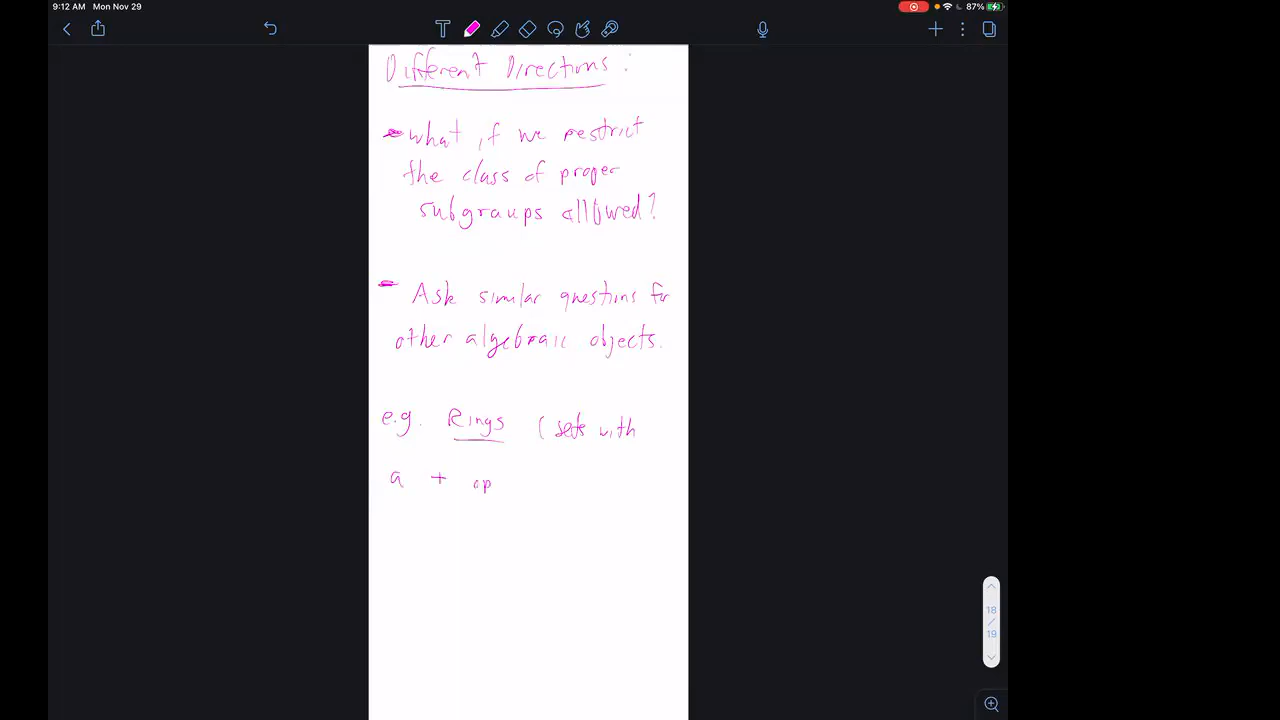 9:12 AM Mon Nov 29
87%
T
Different Directions:
- What if we restrict
the class of proper
subgroups allowed?
- Ask similar questions for
other algebraic objects.
e.g. Rings (sets with
a + op
18
/
19